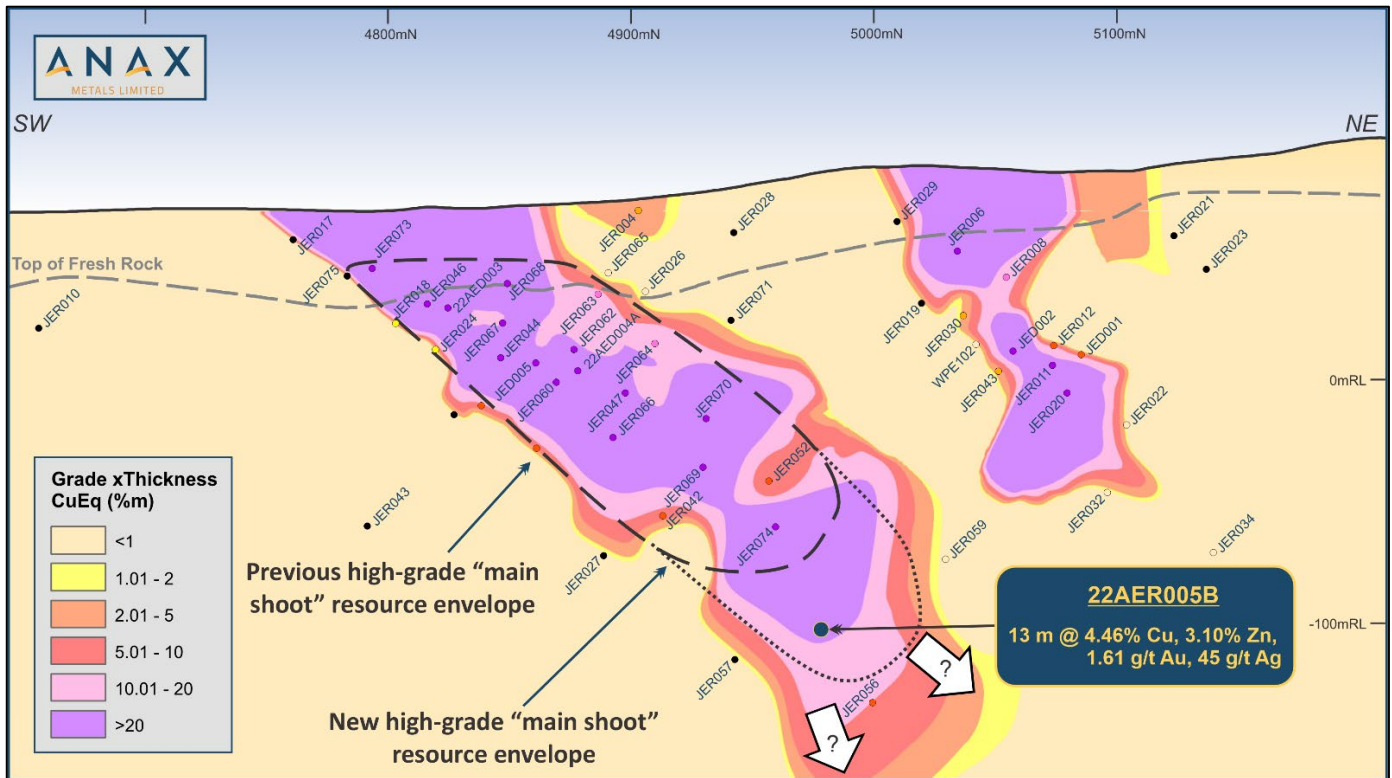 4800mN
4900mN
5000mN
5100mN
ANAX
METALS LIMITED
SW
NE
JER004
JER028
JER029
JER006
JER021
JER017
JER073
JER065
JER026
JER008
JER023
Top of Fresh Rock
JER075
JER018
JER046
22AED003
JER068
JER010
JER024
JER067
JER044
JER063
JER062
22AED004A
JER064
JER071
JER019
JER030
WPE102
JER043
JED002
JER012
JED001
JER011
JER020
JER022
0mRL
JED005
JER060
JER047
JER066
JER070
JER052
JER069
JER042
JER074
JER043
JER027
JER059
JER032
JER034
Grade xThickness
CuEq (%m)
<1
1.01 - 2
2.01 - 5
5.01 - 10
10.01 - 20
>20
Previous high-grade “main
shoot” resource envelope
22AER005B
13 m @ 4.46% Cu, 3.10% Zn,
1.61 g/t Au, 45 g/t Ag
-100mRL
JER057
JER056
?
?
New high-grade “main shoot”
resource envelope